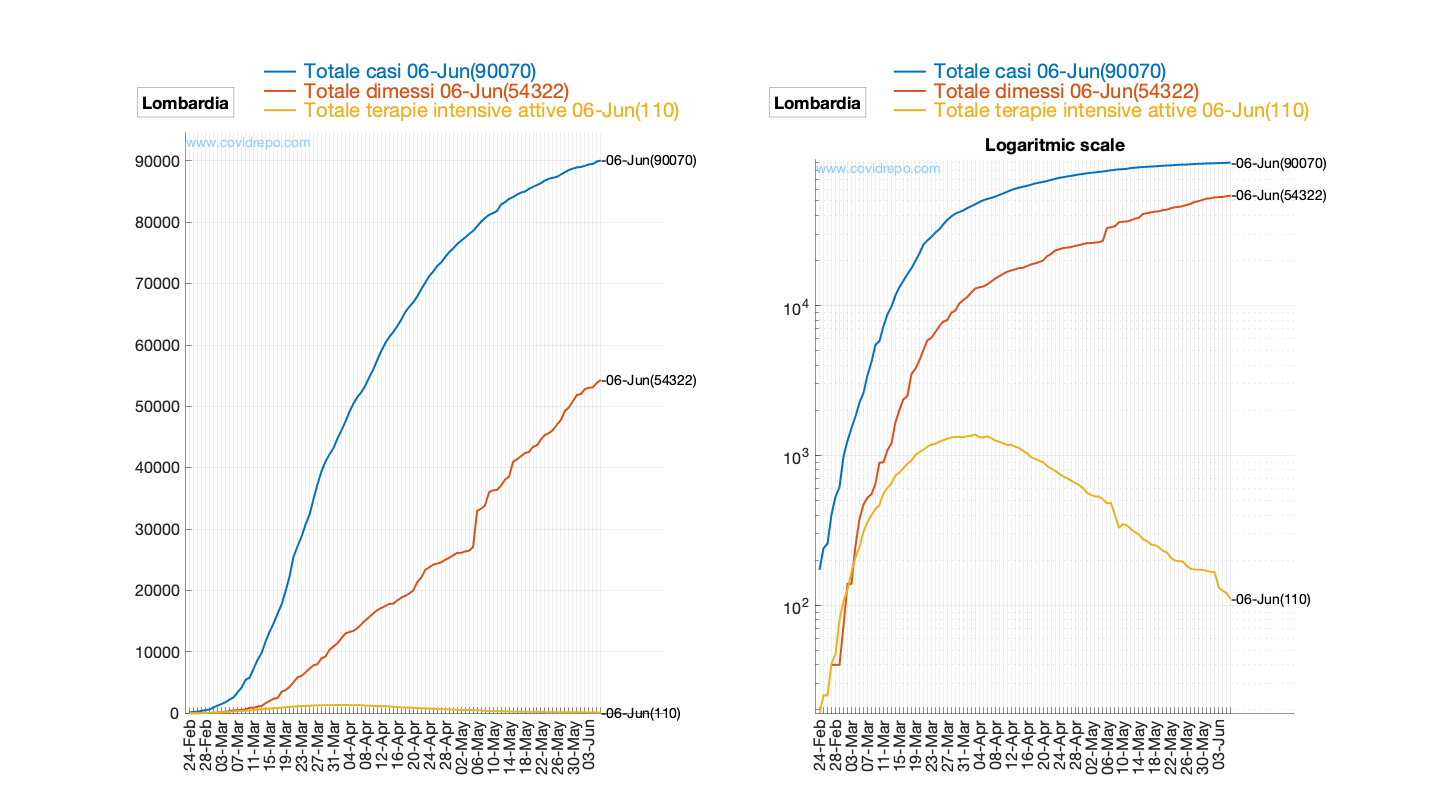 Totale casi 06-Jun(90070)
Totale dimessi 06-Jun(54322)
Totale terapie intensive attive 06-Jun(110)
Lombardia
www.covidrepo.com
90000
80000
70000
60000
50000
40000
30000
20000
10000
0
-06-Jun(90070)
-06-Jun(54322)
-06-Jun(110)
24-Feb
28-Feb
03-Mar
07-Mar
11-Mar
15-Mar
19-Mar
23-Mar
27-Mar
31-Mar
04-Apr
08-Apr
12-Apr
16-Apr
20-Apr
24-Apr
28-Apr
02-May
06-May
10-May
14-May
18-May
22-May
26-May
30-May
03-Jun
Totale casi 06-Jun(90070)
Totale dimessi 06-Jun(54322)
Totale terapie intensive attive 06-Jun(110)
Lombardia
Logaritmic scale
www.covidrepo.com
10^4
10^3
10^2
-06-Jun(90070)
-06-Jun(54322)
-06-Jun(110)
24-Feb
28-Feb
03-Mar
07-Mar
11-Mar
15-Mar
19-Mar
23-Mar
27-Mar
31-Mar
04-Apr
08-Apr
12-Apr
16-Apr
20-Apr
24-Apr
28-Apr
02-May
06-May
10-May
14-May
18-May
22-May
26-May
30-May
03-Jun